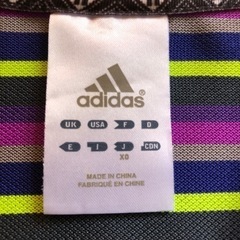 adidas
UK USA F D
E I J CDN
XO
MADE IN CHINA
FABRIQUÉ EN CHINE